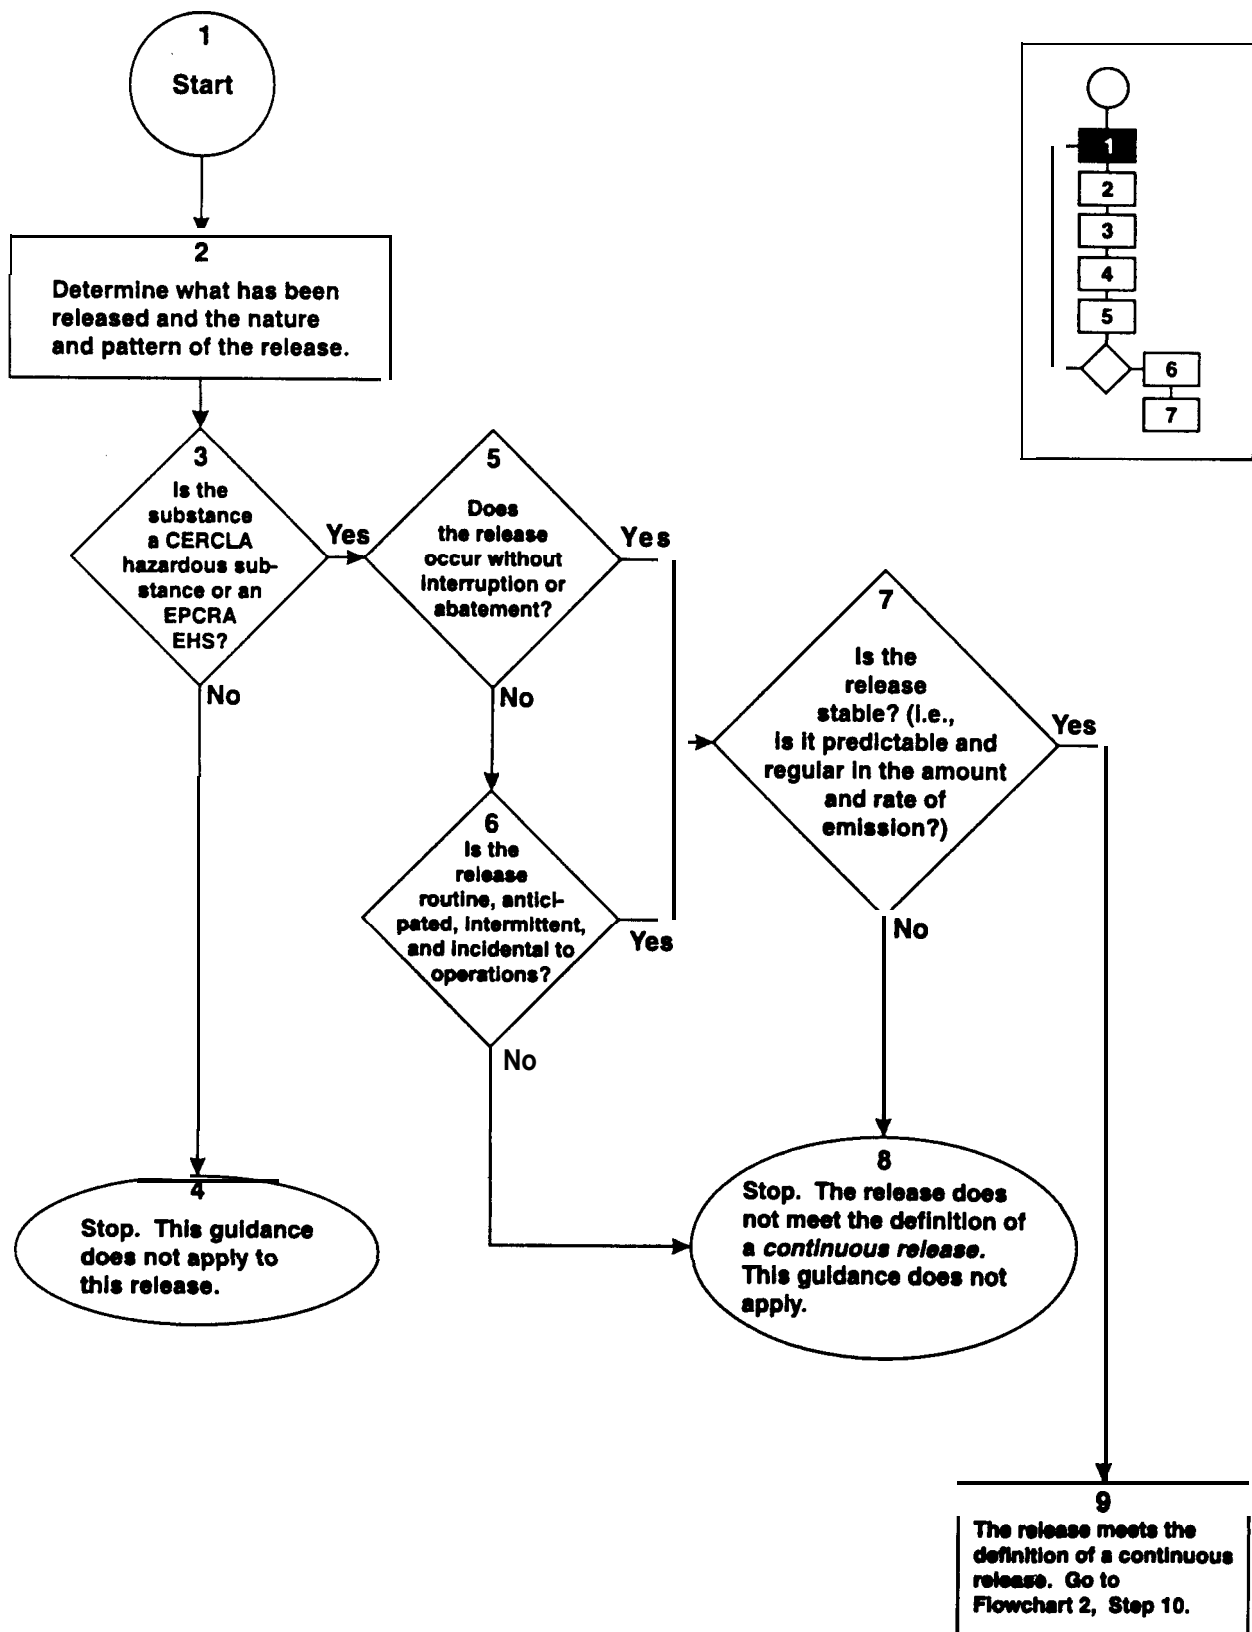 1
Start
2
Determine what has been
released and the nature
and pattern of the release.
3
Is the
substance
a CERCLA
hazardous sub-
stance or an
EPCRA
EHS?
Yes
No
5
Does
the release
occur without
interruption or
abatement?
Yes
No
6
Is the
release
routine, antici-
pated, intermittent,
and incidental to
operations?
Yes
No
7
Is the
release
stable? (i.e.,
is it predictable and
regular in the amount
and rate of
emission?)
Yes
No
4
Stop. This guidance
does not apply to
this release.
8
Stop. The release does
not meet the definition of
a continuous release.
This guidance does not
apply.
9
The release meets the
definition of a continuous
release. Go to
Flowchart 2, Step 10.
1
2
3
4
5
6
7